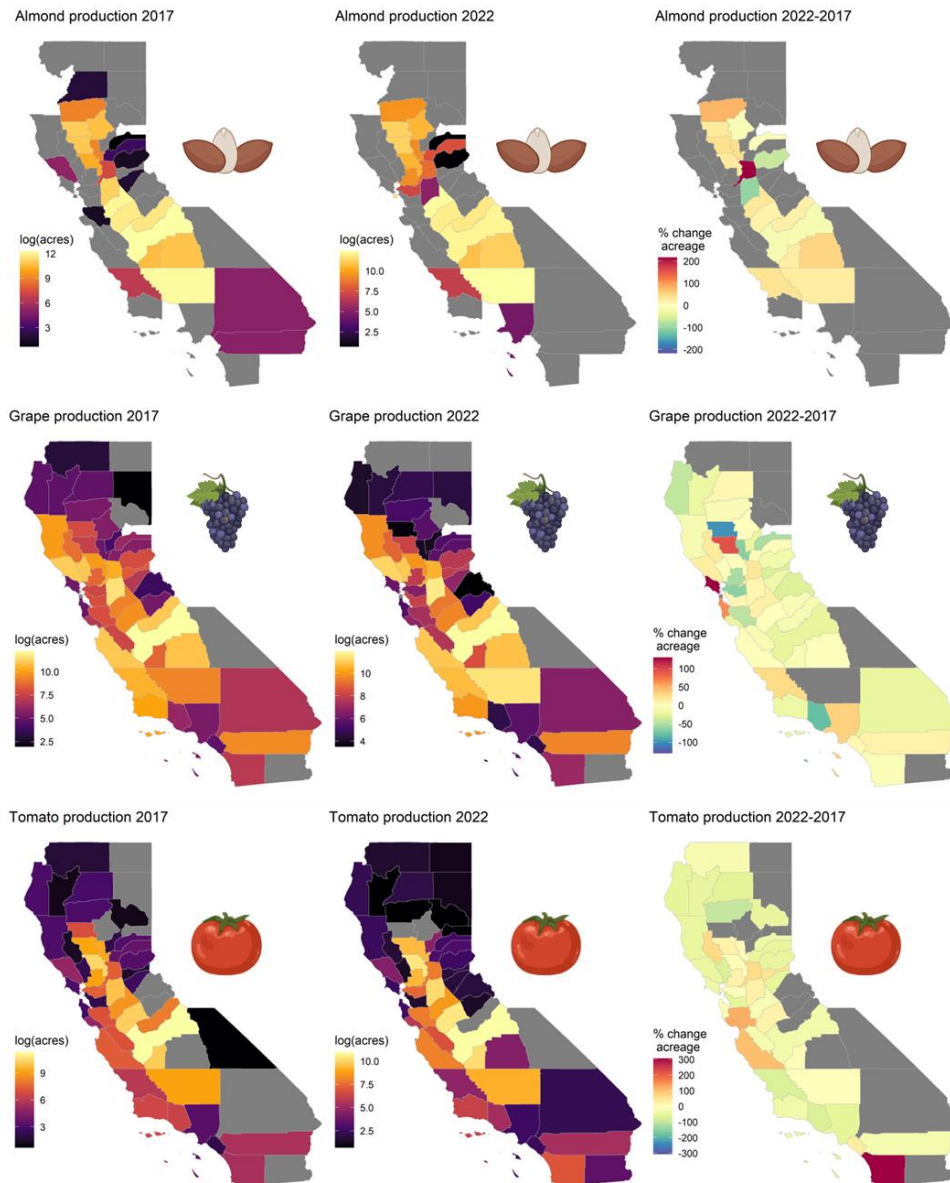 Almond production 2017
Almond production 2022
Almond production 2022-2017
log(acres)
12
9
6
3
log(acres)
10.0
7.5
5.0
2.5
% change
acreage
200
100
0
-100
-200
Grape production 2017
Grape production 2022
Grape production 2022-2017
log(acres)
10.0
7.5
5.0
2.5
log(acres)
10
8
6
4
% change
acreage
100
50
0
-50
-100
Tomato production 2017
Tomato production 2022
Tomato production 2022-2017
log(acres)
9
6
3
log(acres)
10.0
7.5
5.0
2.5
% change
acreage
300
200
100
0
-100
-200
-300